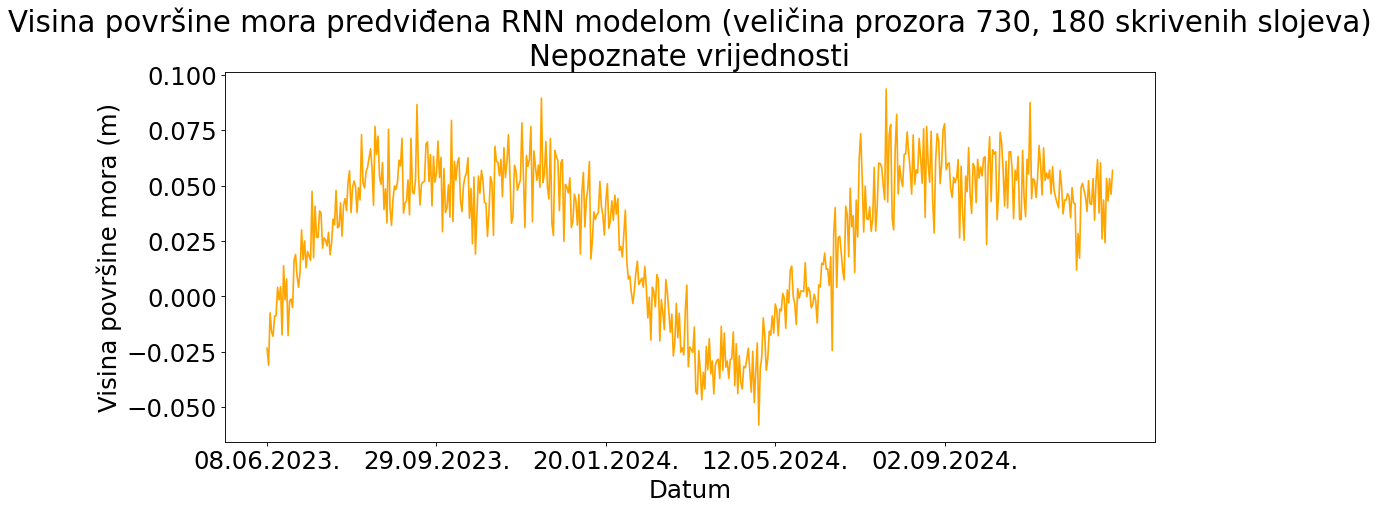 Visina površine mora predviđena RNN modelom (veličina prozora 730, 180 skrivenih slojeva)
Nepoznate vrijednosti
Visina površine mora (m)
0.100
0.075
0.050
0.025
0.000
−0.025
−0.050
08.06.2023. 29.09.2023. 20.01.2024. 12.05.2024. 02.09.2024.
Datum